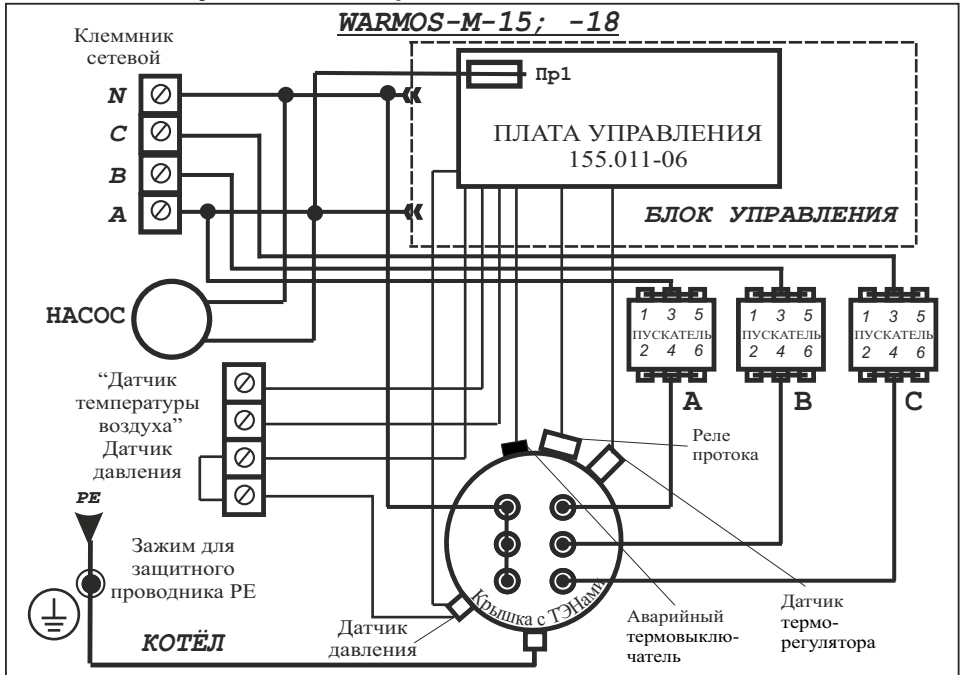 WARMOS-M-15; -18
Клеммник
сетевой
N
C
B
A
Пр1
ПЛАТА УПРАВЛЕНИЯ
155.011-06
БЛОК УПРАВЛЕНИЯ
НАСОС
1 3 5
ПУСКАТЕЛЬ
2 4 6
A
1 3 5
ПУСКАТЕЛЬ
2 4 6
B
1 3 5
ПУСКАТЕЛЬ
2 4 6
C
“Датчик
температуры
воздуха”
Датчик
давления
Реле
протока
PE
Зажим для
защитного
проводника PE
КОТЁЛ
Датчик
давления
Крышка с ТЭНами
Аварийный
термовыклю-
чатель
Датчик
термо-
регулятора